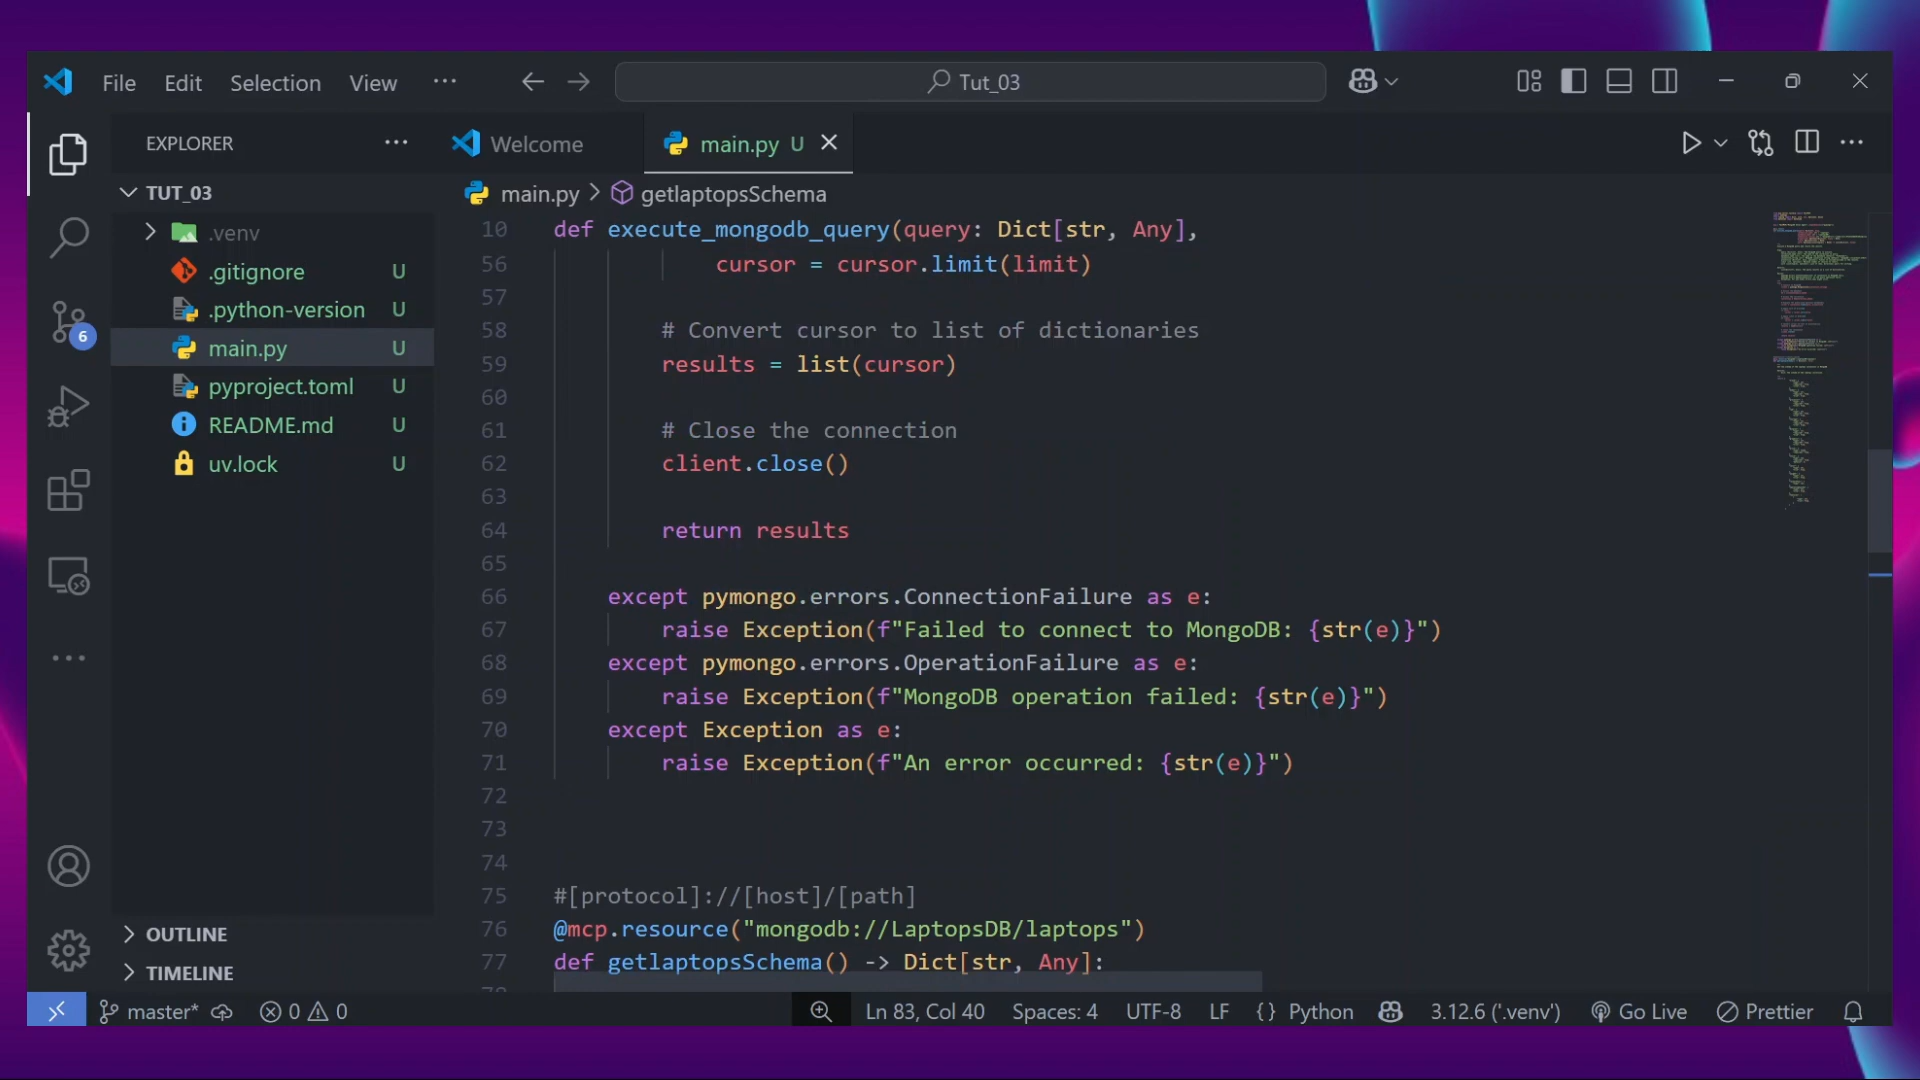 File Edit Selection View ··· Tut_03
EXPLORER
Welcome
main.py U
TUT_03
main.py > getlaptopsSchema
.venv
.gitignore U
.python-version U
main.py U
pyproject.toml U
README.md U
uv.lock U
6
10 def execute_mongodb_query(query: Dict[str, Any],
56 cursor = cursor.limit(limit)
57
58 # Convert cursor to list of dictionaries
59 results = list(cursor)
60
61 # Close the connection
62 client.close()
63
64 return results
65
66 except pymongo.errors.ConnectionFailure as e:
67 raise Exception(f"Failed to connect to MongoDB: {str(e)}")
68 except pymongo.errors.OperationFailure as e:
69 raise Exception(f"MongoDB operation failed: {str(e)}")
70 except Exception as e:
71 raise Exception(f"An error occurred: {str(e)}")
72
73
74
75 #[protocol]://[host]/[path]
76 @mcp.resource("mongodb://LaptopsDB/laptops")
77 def getlaptopsSchema() -> Dict[str, Any]:
OUTLINE
TIMELINE
master* 0 0 Ln 83, Col 40 Spaces: 4 UTF-8 LF {} Python 3.12.6 ('.venv') Go Live Prettier